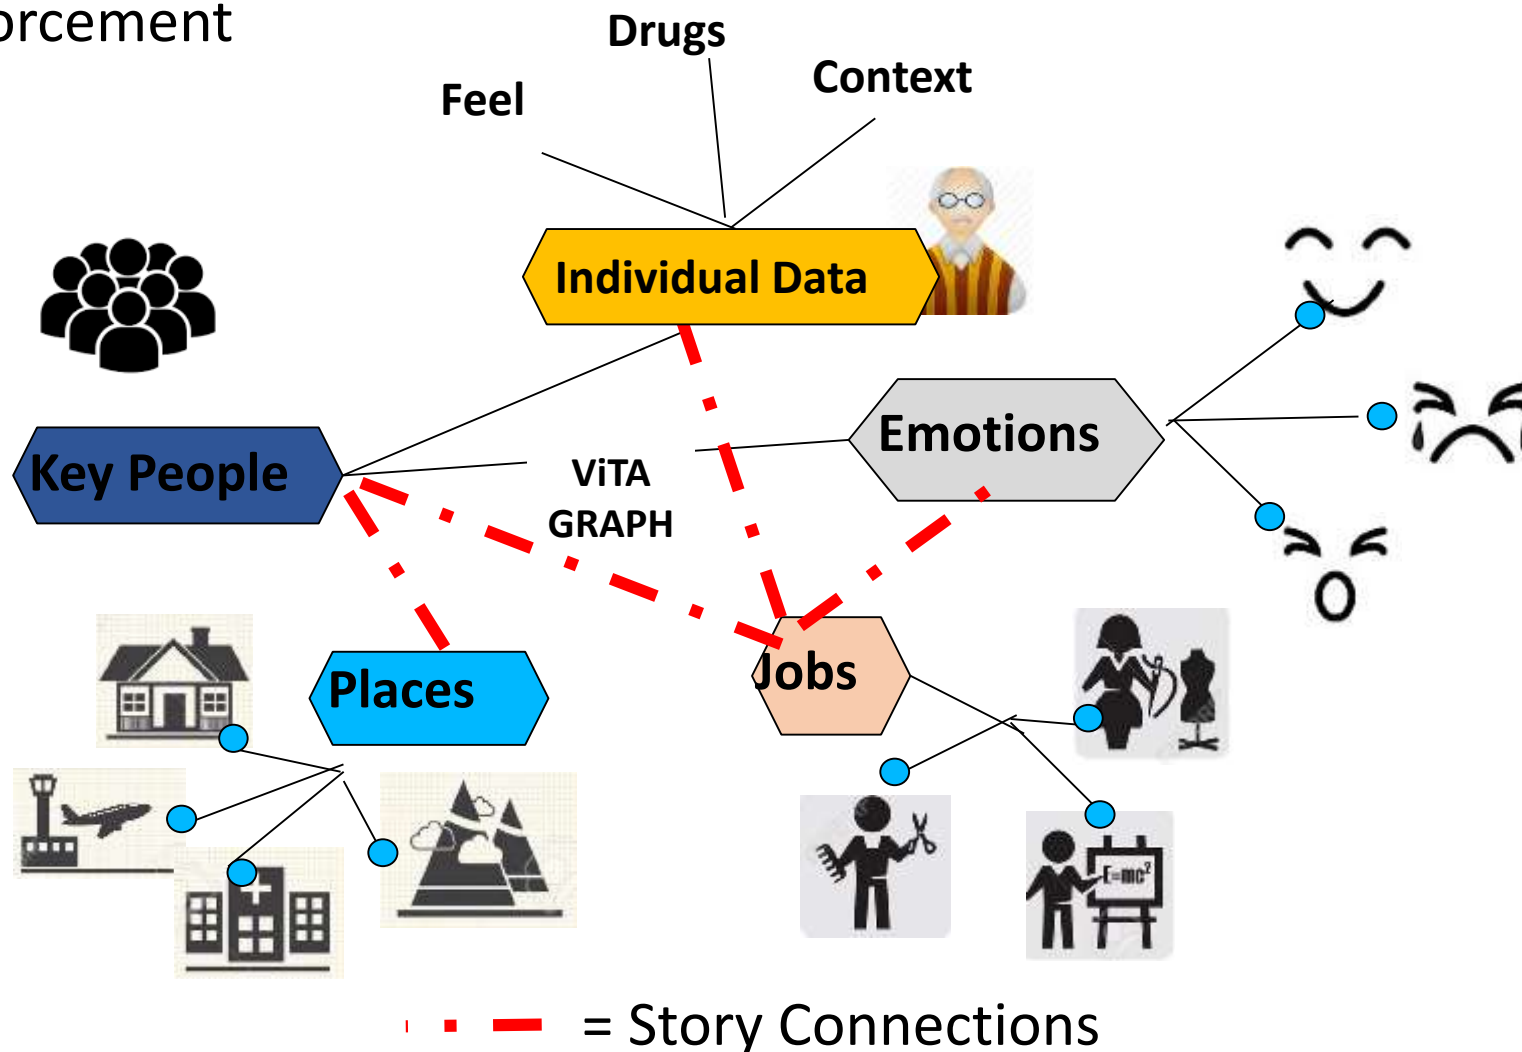 orcement
Drugs
Context
Feel
Individual Data
Emotions
Key People
ViTA
GRAPH
Places
Jobs
E=mc²
= Story Connections